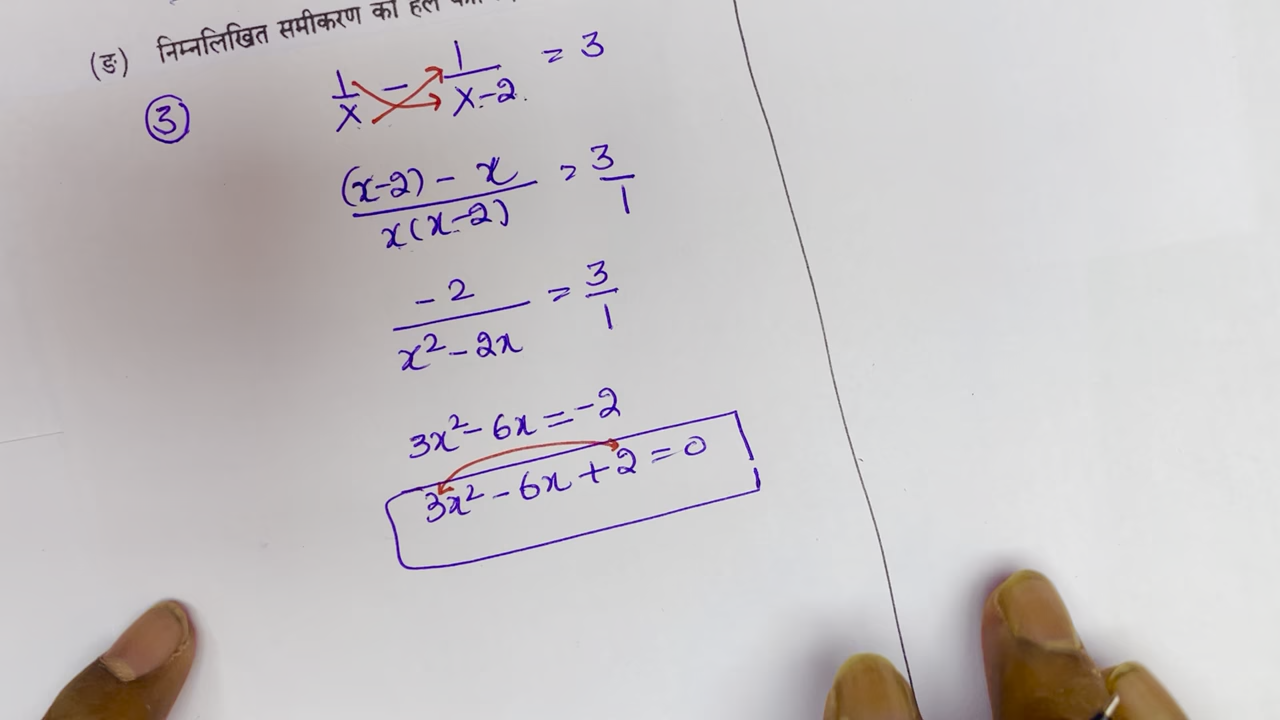 (ङ) निम्नलिखित समीकरण को हल
③ 1/x - 1/x-2 = 3
(x-2) - x / x(x-2) = 3/1
-2 / x² - 2x = 3/1
3x² - 6x = -2
3x² - 6x + 2 = 0